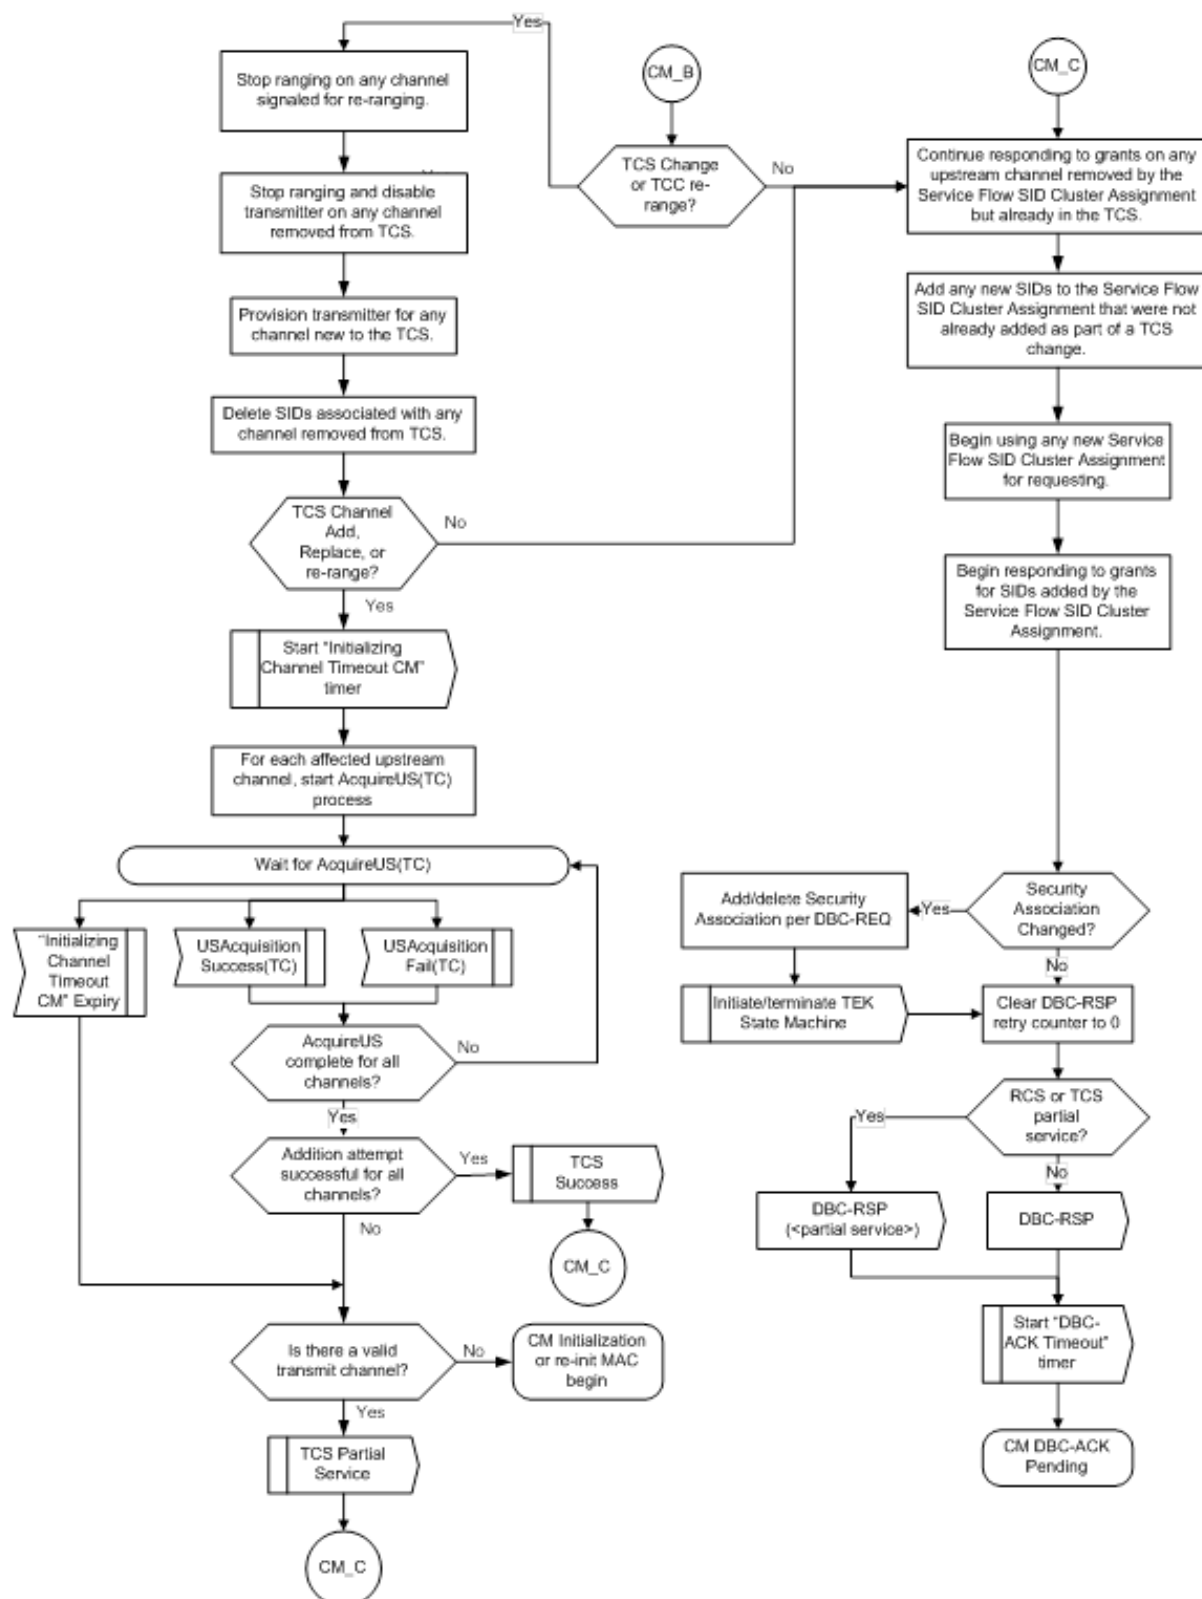 Yes
Stop ranging on any channel
signaled for re-ranging.
Stop ranging and disable
transmitter on any channel
removed from TCS.
Provision transmitter for any
channel new to the TCS.
Delete SIDs associated with any
channel removed from TCS.
TCS Channel
Add,
Replace, or
re-range?
No
Yes
Start "Initializing
Channel Timeout CM"
timer
For each affected upstream
channel, start AcquireUS(TC)
process
Wait for AcquireUS(TC)
"Initializing
Channel
Timeout
CM" Expiry
USAcquisition
Success(TC)
USAcquisition
Fail(TC)
AcquireUS
complete for all
channels?
No
Yes
Addition attempt
successful for all
channels?
Yes
TCS
Success
CM_C
No
Is there a valid
transmit channel?
No
CM Initialization
or re-init MAC
begin
Yes
TCS Partial
Service
CM_C
CM_B
TCS Change
or TCC re-
range?
No
CM_C
Continue responding to grants on any
upstream channel removed by the
Service Flow SID Cluster Assignment
but already in the TCS.
Add any new SIDs to the Service Flow
SID Cluster Assignment that were not
already added as part of a TCS
change.
Begin using any new Service
Flow SID Cluster Assignment
for requesting.
Begin responding to grants
for SIDs added by the
Service Flow SID Cluster
Assignment.
Security
Association
Changed?
Yes
Add/delete Security
Association per DBC-REQ
Initiate/terminate TEK
State Machine
No
Clear DBC-RSP
retry counter to 0
RCS or TCS
partial
service?
Yes
No
DBC-RSP
(<partial service>)
DBC-RSP
Start "DBC-
ACK Timeout"
timer
CM DBC-ACK
Pending